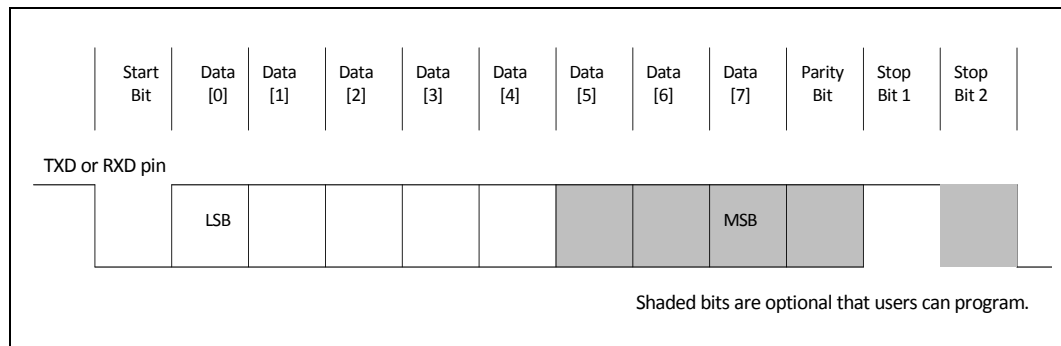 Start Data Data Data Data Data Data Data Data Parity Stop Stop
Bit [0] [1] [2] [3] [4] [5] [6] [7] Bit Bit 1 Bit 2
TXD or RXD pin
LSB MSB
Shaded bits are optional that users can program.